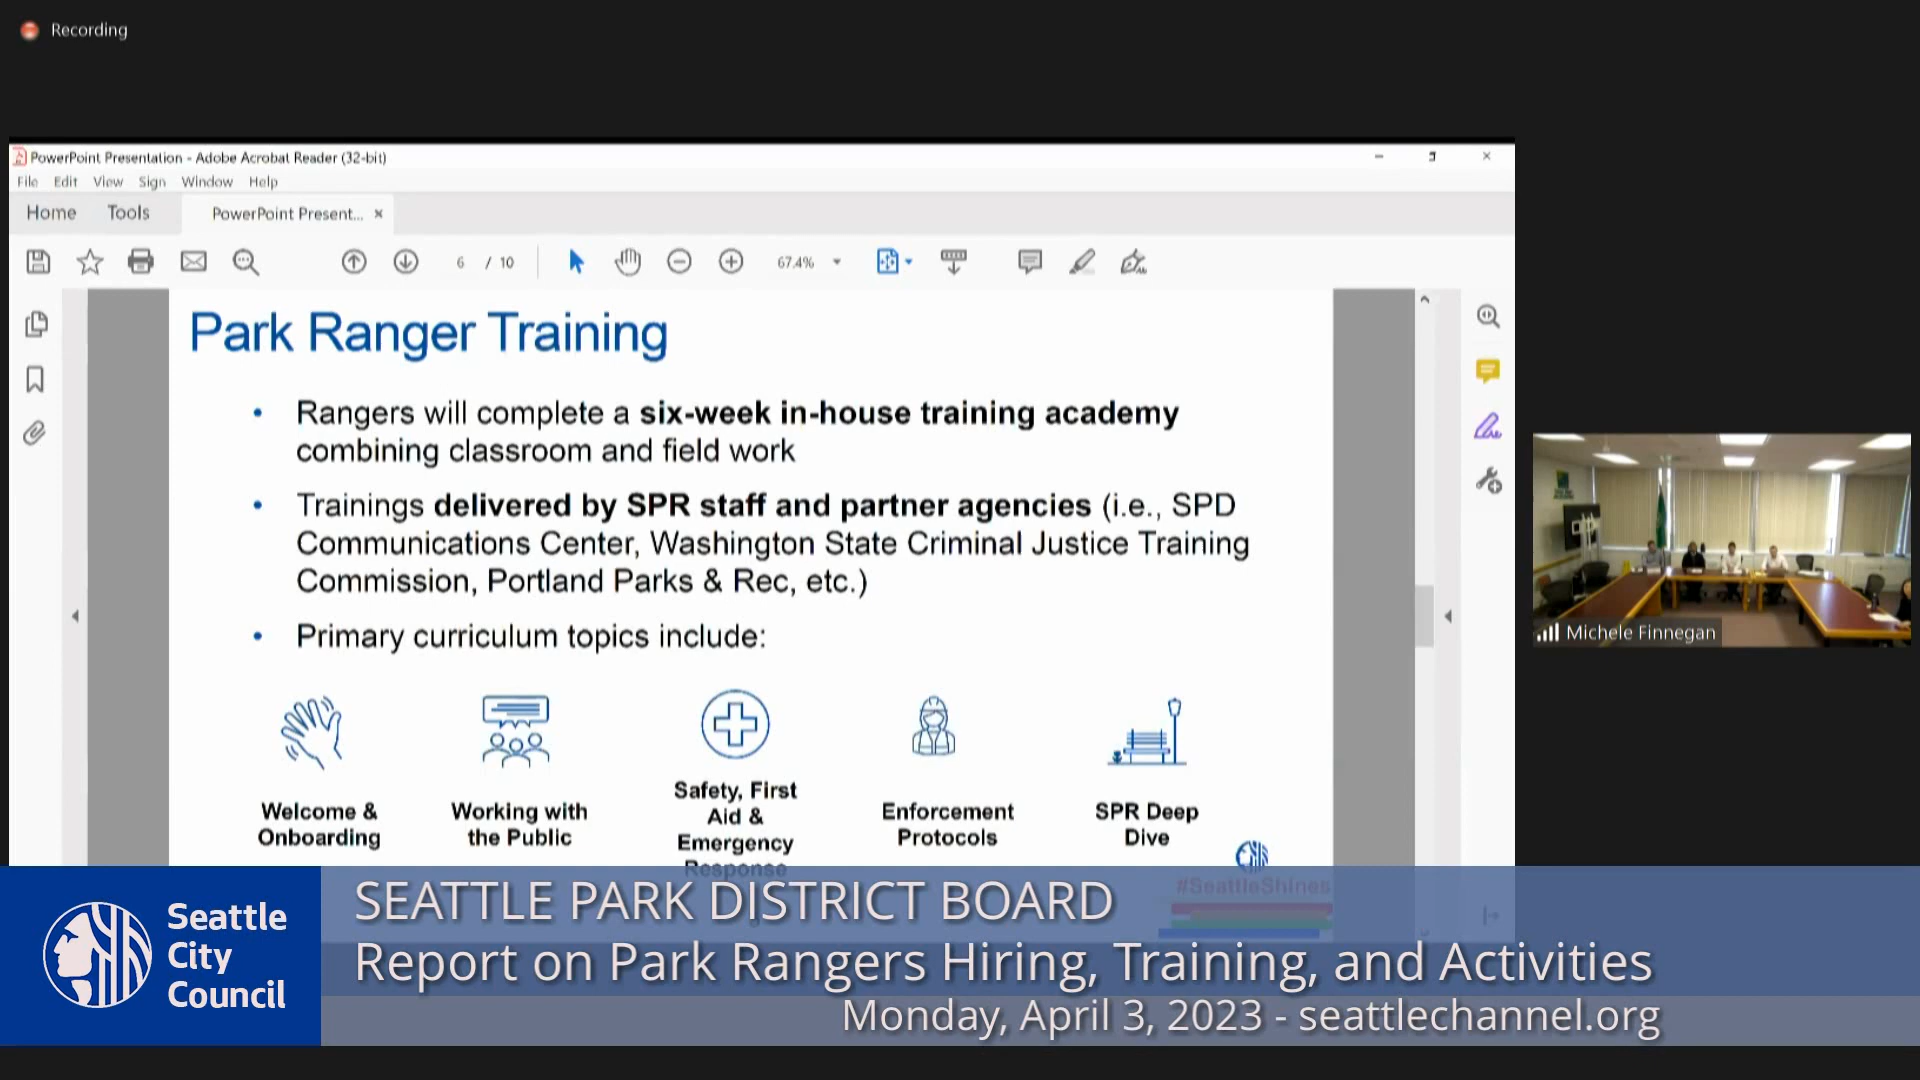 Recording
PowerPoint Presentation - Adobe Acrobat Reader (32-bit)
File Edit View Sign Window Help
Home Tools PowerPoint Present... ×
6 / 10 67.4%
Park Ranger Training
• Rangers will complete a six-week in-house training academy
combining classroom and field work
• Trainings delivered by SPR staff and partner agencies (i.e., SPD
Communications Center, Washington State Criminal Justice Training
Commission, Portland Parks & Rec, etc.)
• Primary curriculum topics include:
Welcome &
Onboarding
Working with
the Public
Safety, First
Aid &
Emergency
Response
Enforcement
Protocols
SPR Deep
Dive
#SeattleShines
Michele Finnegan
Seattle
City
Council
SEATTLE PARK DISTRICT BOARD
Report on Park Rangers Hiring, Training, and Activities
Monday, April 3, 2023 - seattlechannel.org